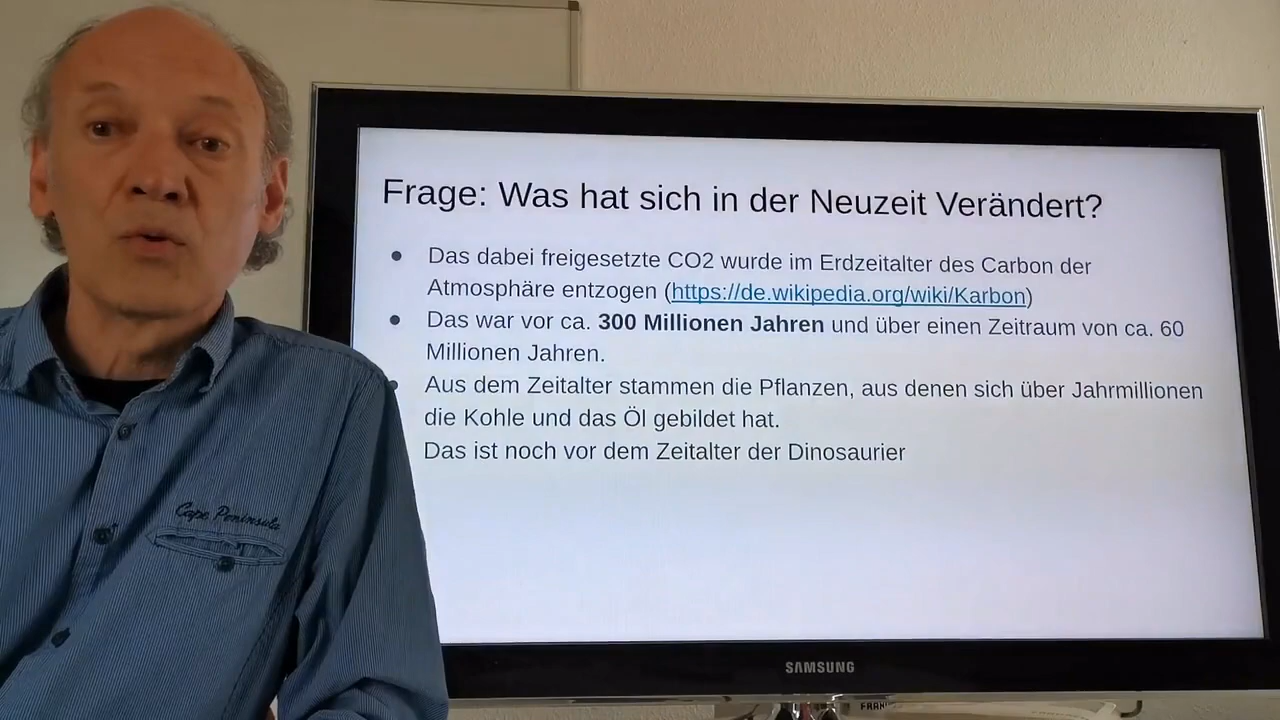 Frage: Was hat sich in der Neuzeit Verändert?
Das dabei freigesetzte CO2 wurde im Erdzeitalter des Carbon der
Atmosphäre entzogen (https://de.wikipedia.org/wiki/Karbon)
Das war vor ca. 300 Millionen Jahren und über einen Zeitraum von ca. 60
Millionen Jahren.
Aus dem Zeitalter stammen die Pflanzen, aus denen sich über Jahrmillionen
die Kohle und das Öl gebildet hat.
Das ist noch vor dem Zeitalter der Dinosaurier
Cape Peninsula
SAMSUNG